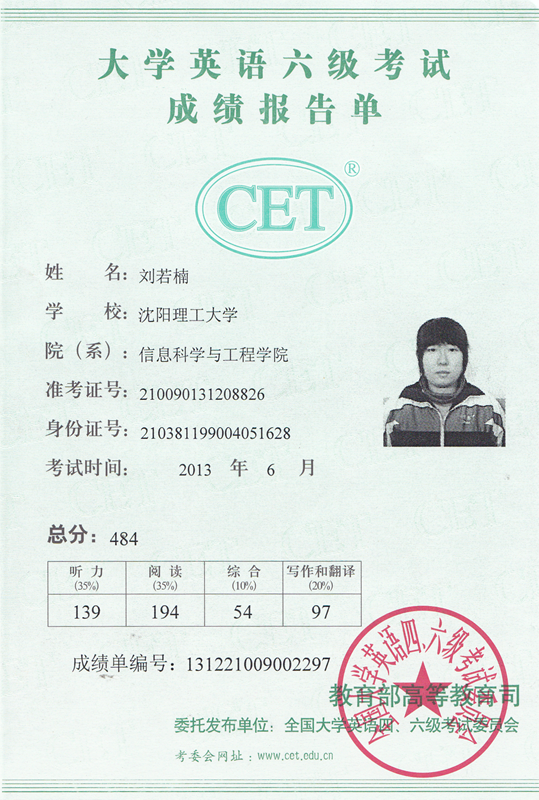 大学英语六级考试
成绩报告单
CET®
姓 名：刘若楠
学 校：沈阳理工大学
院（系）：信息科学与工程学院
准考证号：210090131208826
身份证号：210381199004051628
考试时间： 2013 年 6 月
总分：484
听 力 阅 读 综 合 写作和翻译
(35%) (35%) (10%) (20%)
139 194 54 97
成绩单编号：131221009002297
全国大学英语四、六级考试委员会
教育部高等教育司
委托发布单位：全国大学英语四、六级考试委员会
考委会网址：www.cet.edu.cn